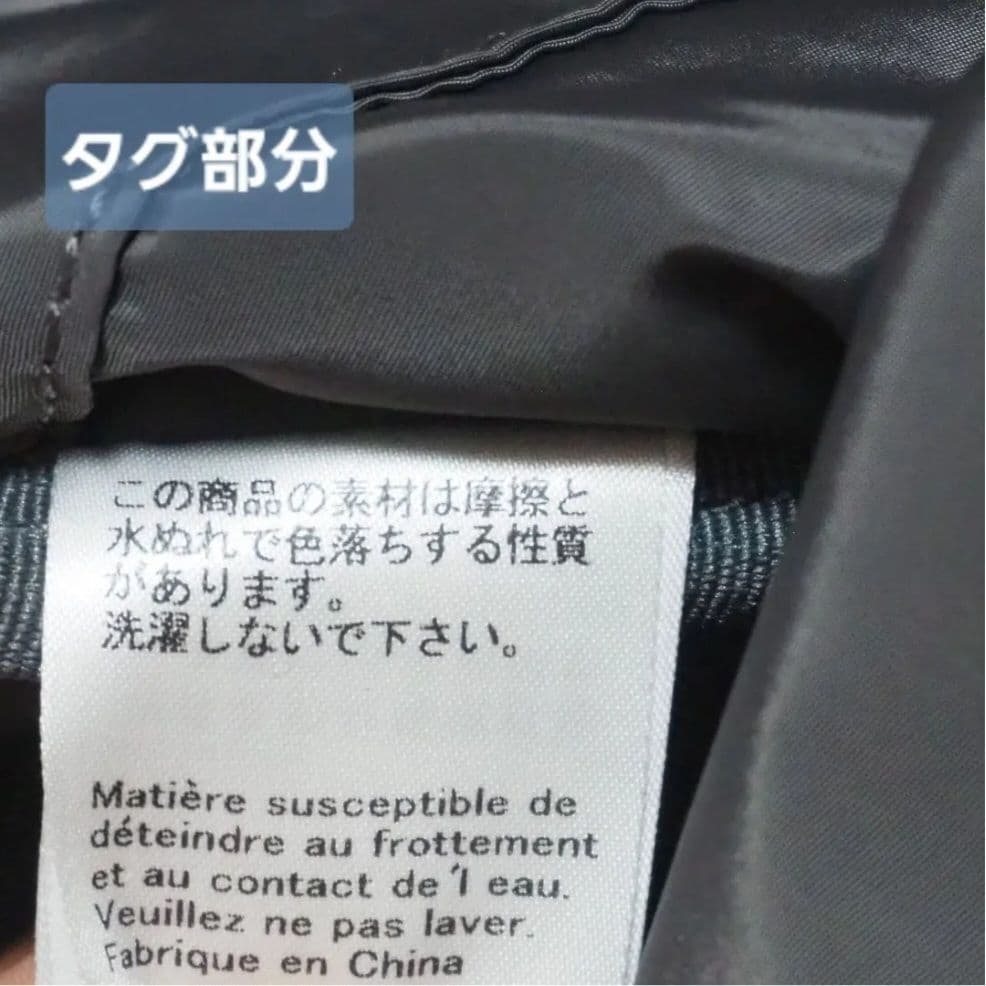 タグ部分
この商品の素材は摩擦と
水ぬれで色落ちする性質
があります。
洗濯しないで下さい。
Matière susceptible de
déteindre au frottement
et au contact de'l eau.
Veuillez ne pas laver.
Fabrique en China